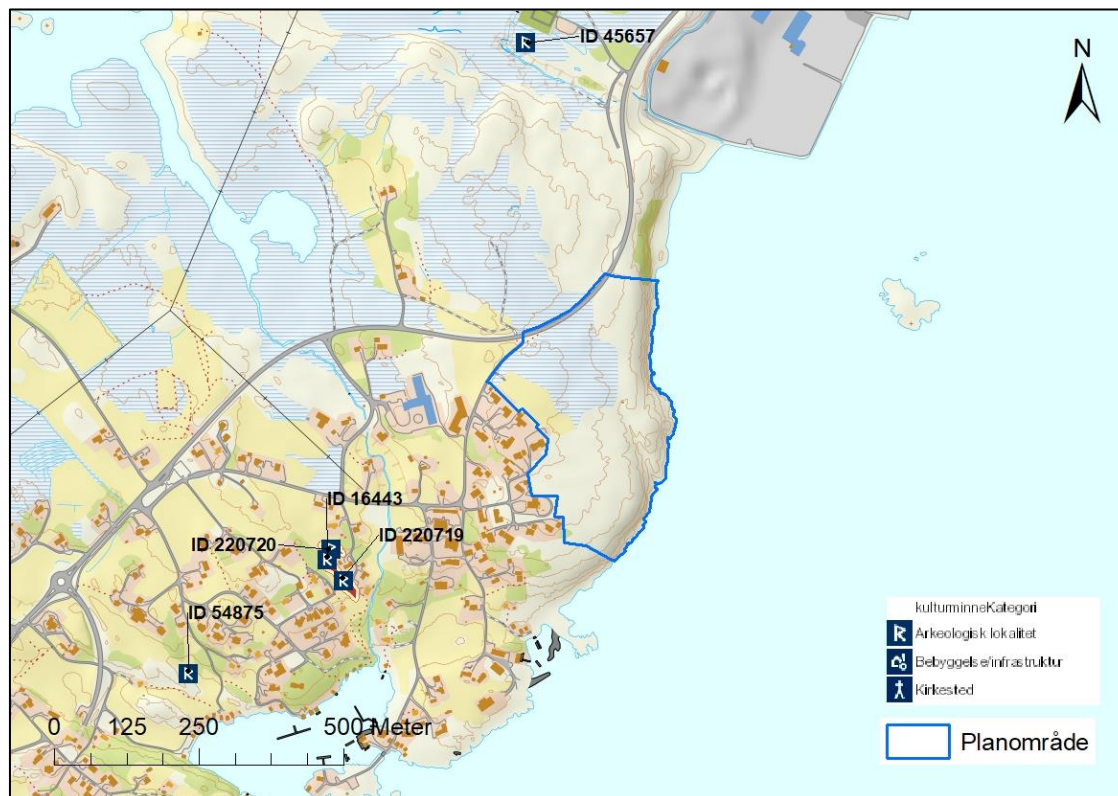 ID 45657
N
ID 16443
ID 220720
ID 220719
ID 54875
0 125 250 500 Meter
kulturminneKategori
Arkeologisk lokalitet
Bebyggelse/infrastruktur
Kirkested
Planområde